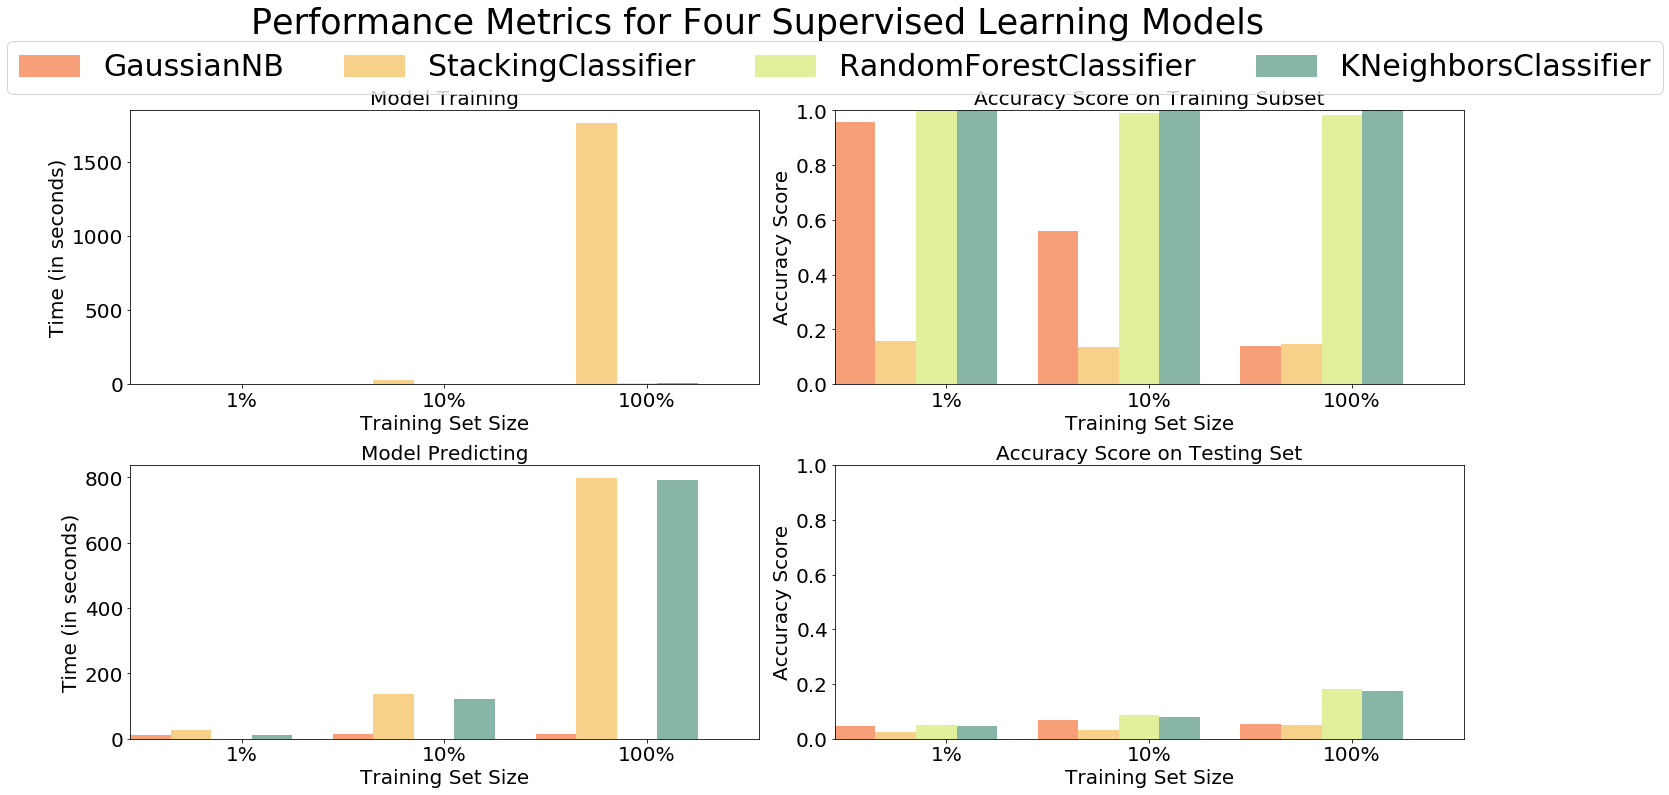 Performance Metrics for Four Supervised Learning Models
GaussianNB StackingClassifier RandomForestClassifier KNeighborsClassifier
Model Training
Time (in seconds)
1500
1000
500
0
1% 10% 100%
Training Set Size
Accuracy Score on Training Subset
Accuracy Score
1.0
0.8
0.6
0.4
0.2
0.0
1% 10% 100%
Training Set Size
Model Predicting
Time (in seconds)
800
600
400
200
0
1% 10% 100%
Training Set Size
Accuracy Score on Testing Set
Accuracy Score
1.0
0.8
0.6
0.4
0.2
0.0
1% 10% 100%
Training Set Size